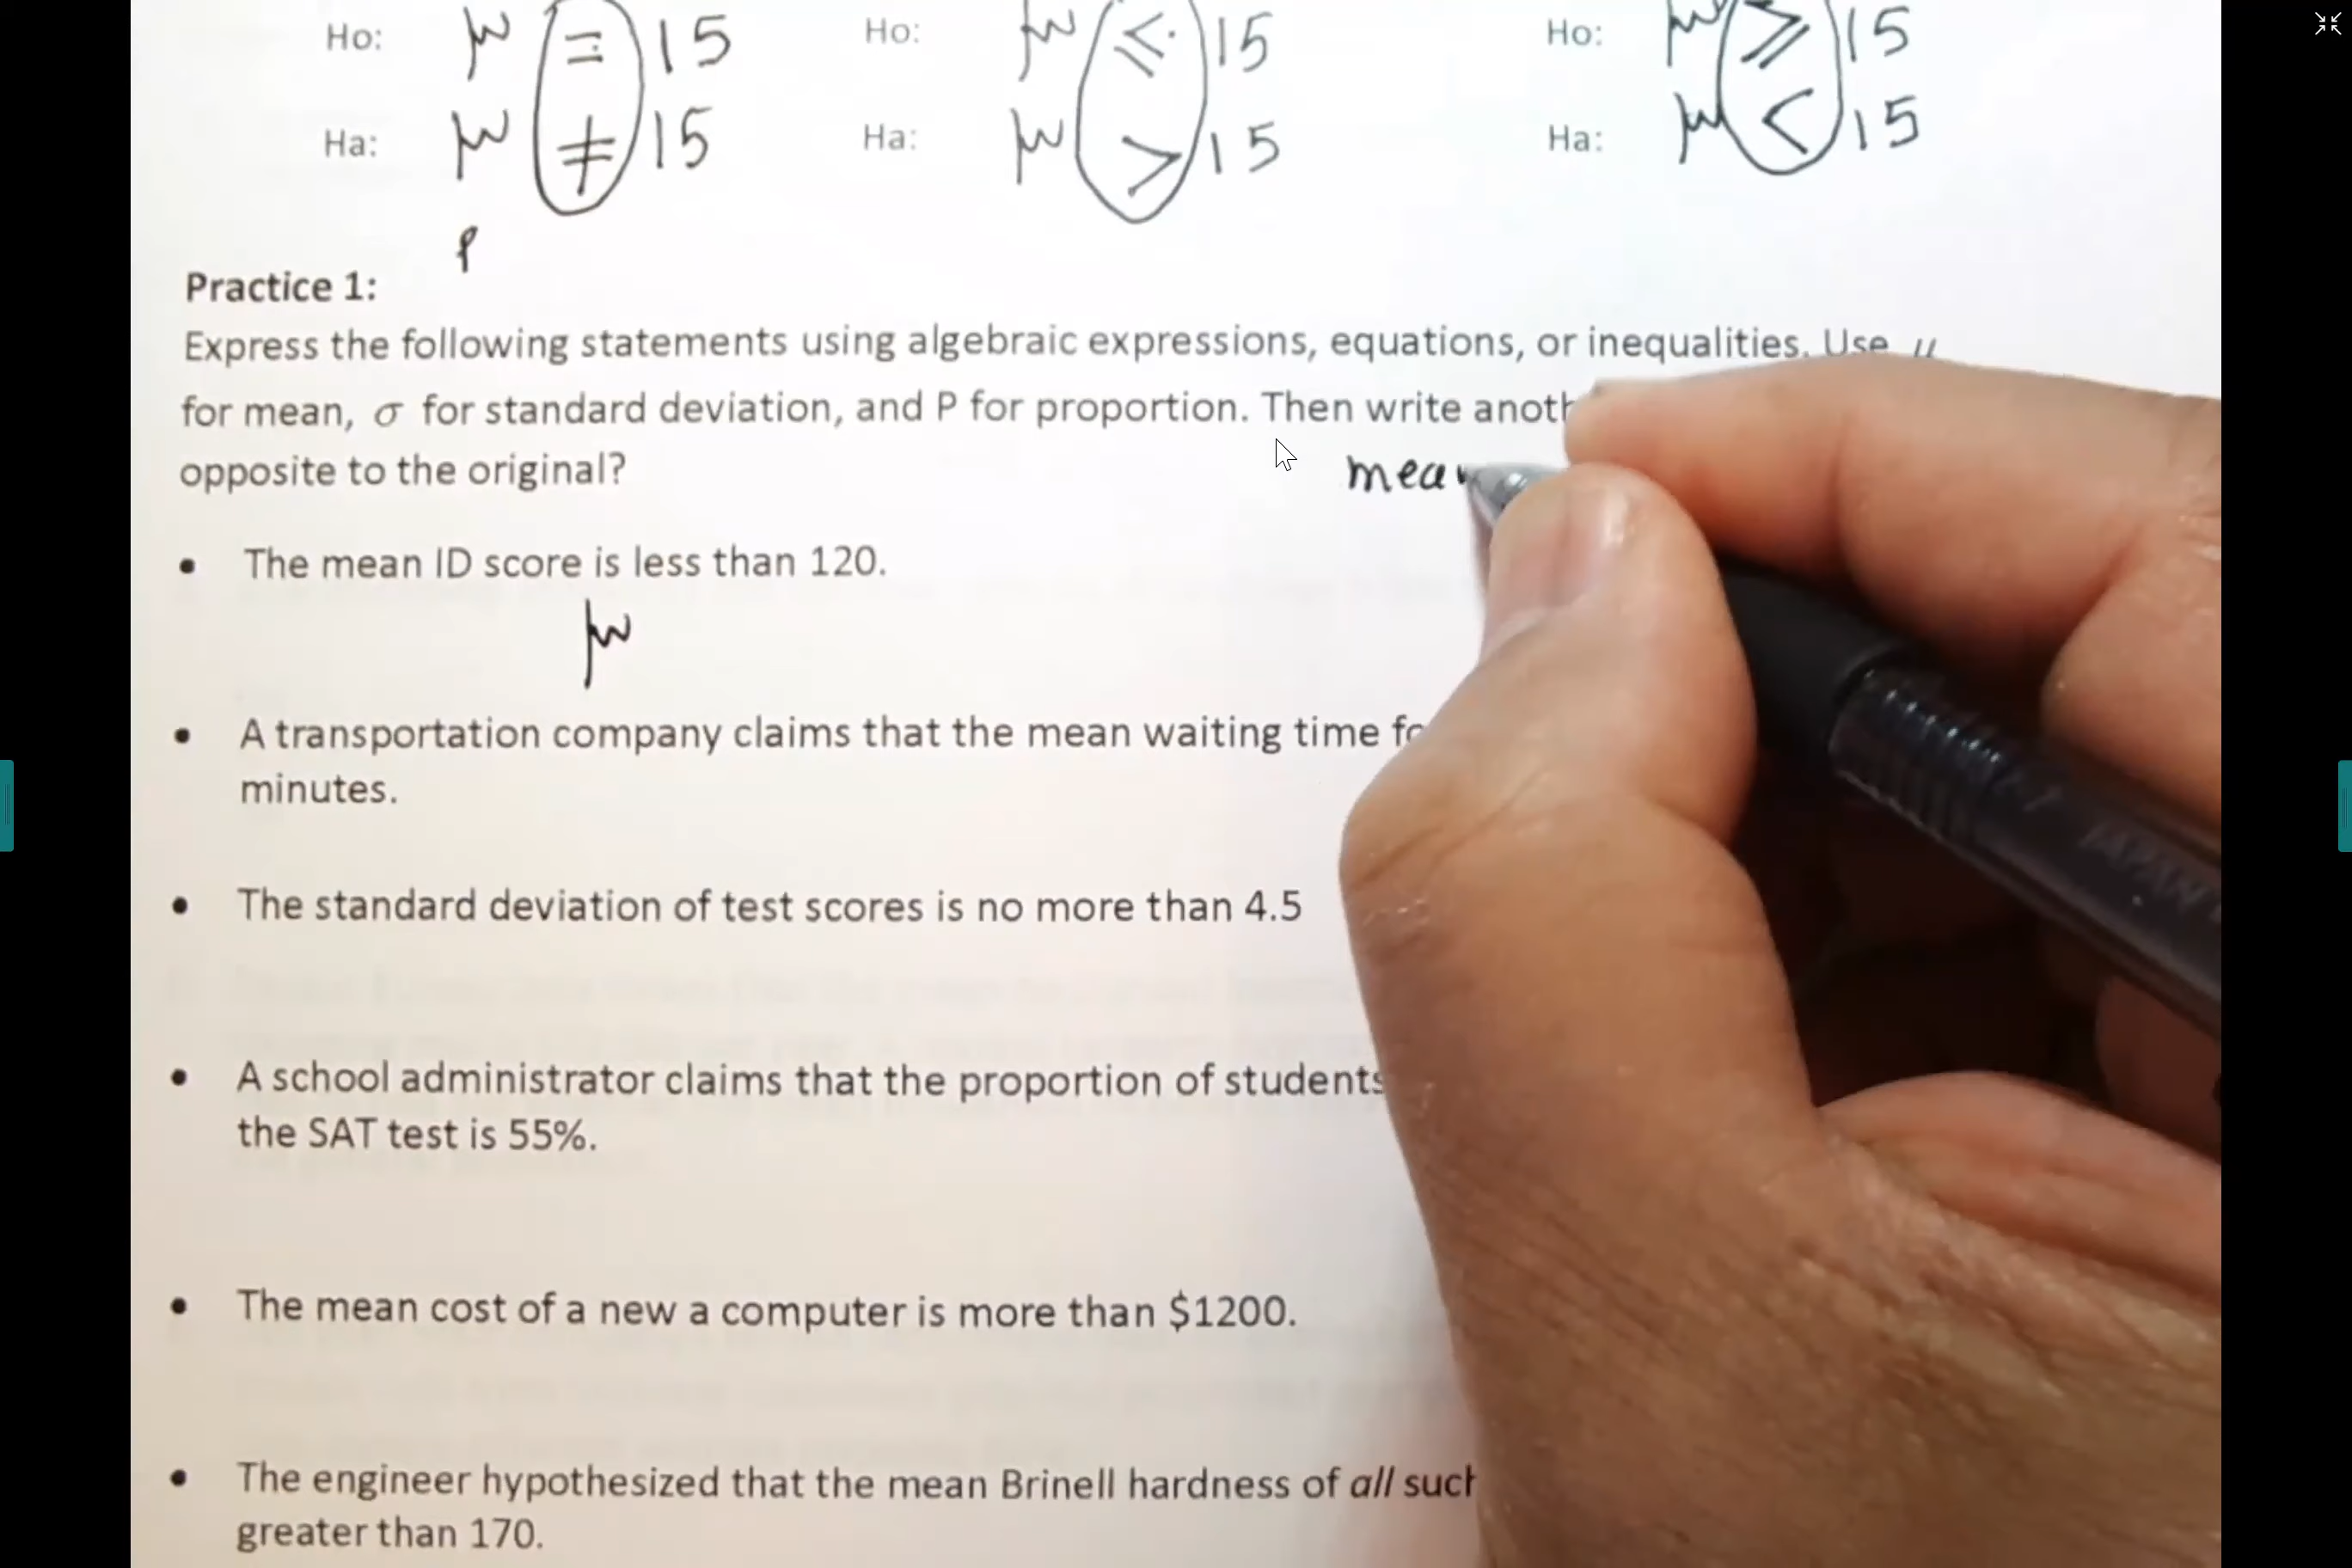 Ho: μ = 15 Ho: μ ≤ 15 Ho: μ ≥ 15
Ha: μ ≠ 15 Ha: μ > 15 Ha: μ < 15
p
Practice 1:
Express the following statements using algebraic expressions, equations, or inequalities. Use μ
for mean, σ for standard deviation, and P for proportion. Then write
opposite to the original?
mea
• The mean ID score is less than 120.
μ
• A transportation company claims that the mean waiting time
minutes.
• The standard deviation of test scores is no more than 4.5
• A school administrator claims that the proportion of students
the SAT test is 55%.
• The mean cost of a new a computer is more than $1200.
• The engineer hypothesized that the mean Brinell hardness of all such
greater than 170.